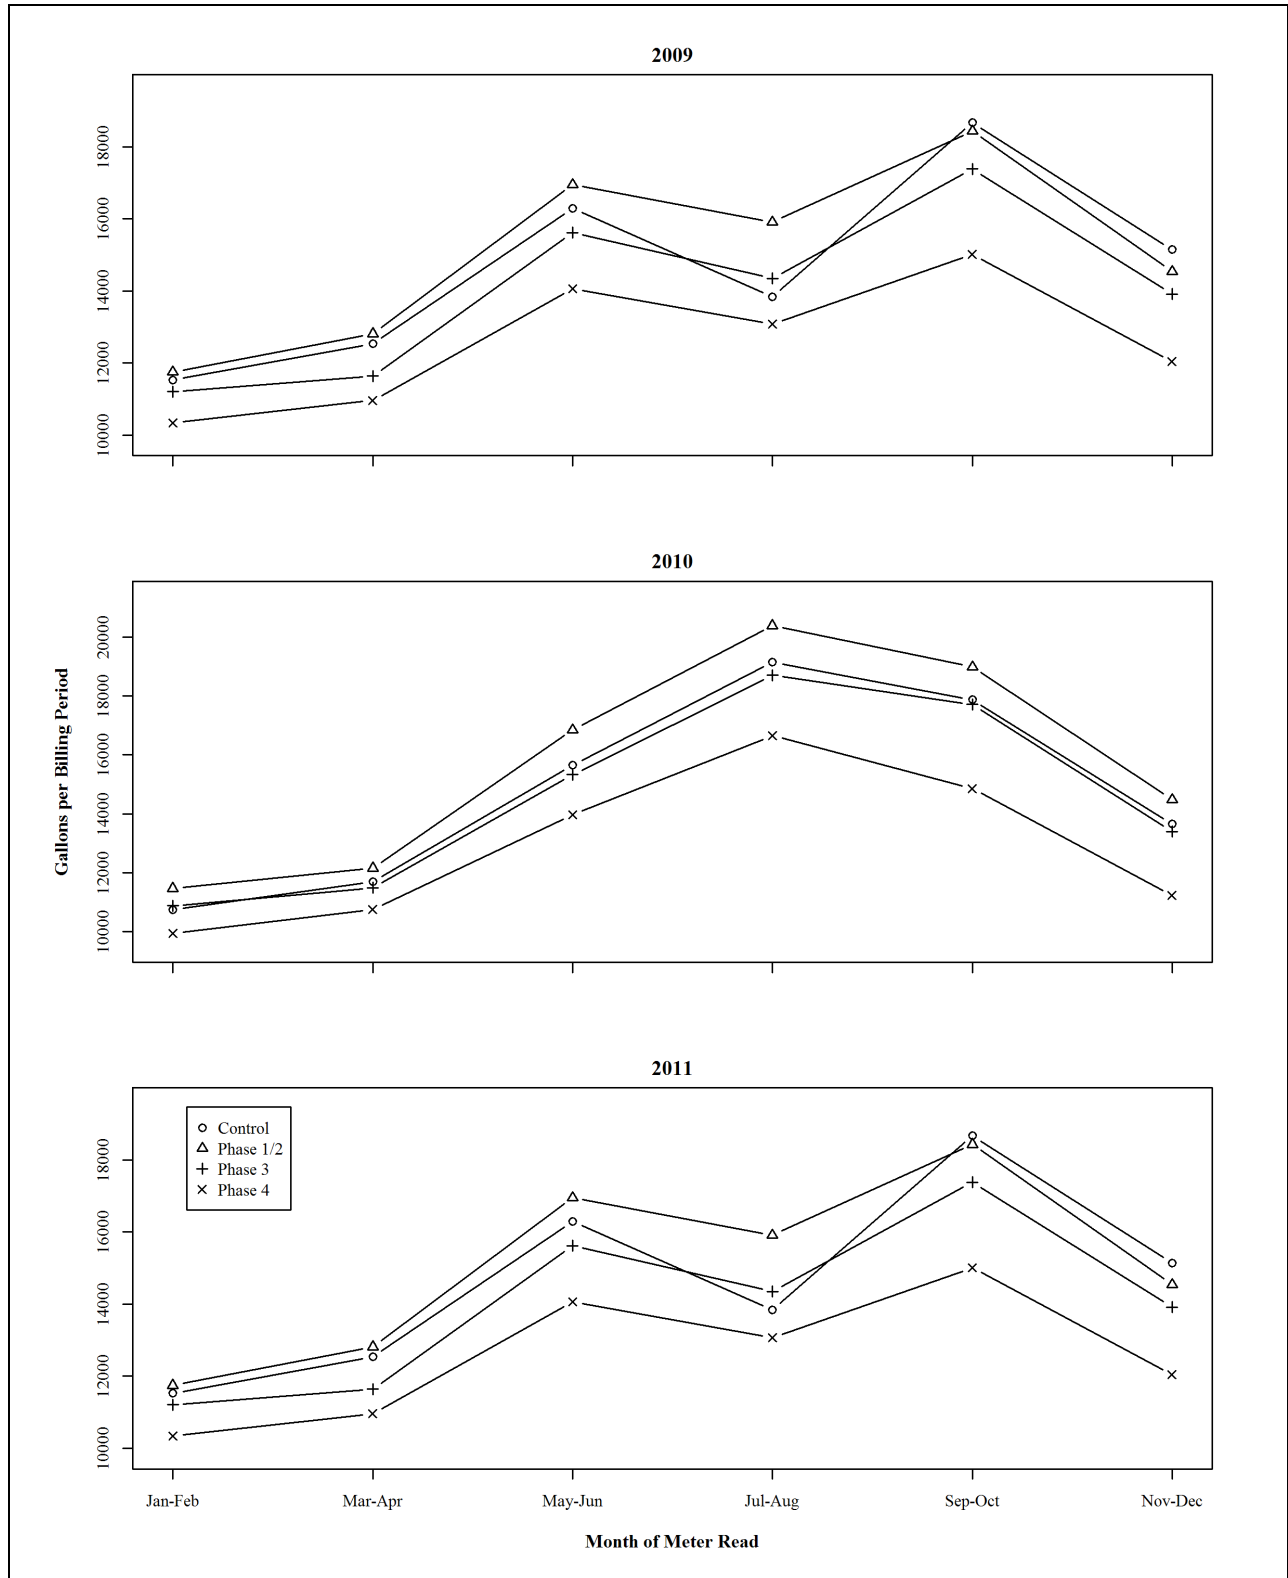 2009
18000
16000
14000
12000
10000
2010
20000
18000
16000
14000
12000
10000
Gallons per Billing Period
2011
Control
Phase 1/2
Phase 3
Phase 4
18000
16000
14000
12000
10000
Jan-Feb Mar-Apr May-Jun Jul-Aug Sep-Oct Nov-Dec
Month of Meter Read